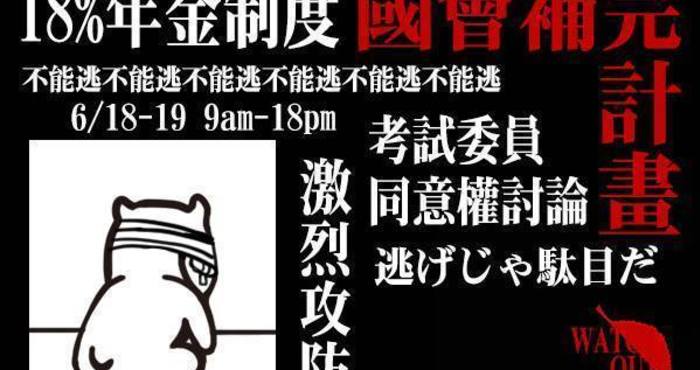 18%年金制度
國會補完計畫
不能逃不能逃不能逃不能逃不能逃不能逃
6/18-19 9am-18pm
考試委員
同意權討論
逃げじゃ駄目だ
激烈攻防
WATCH
OUT